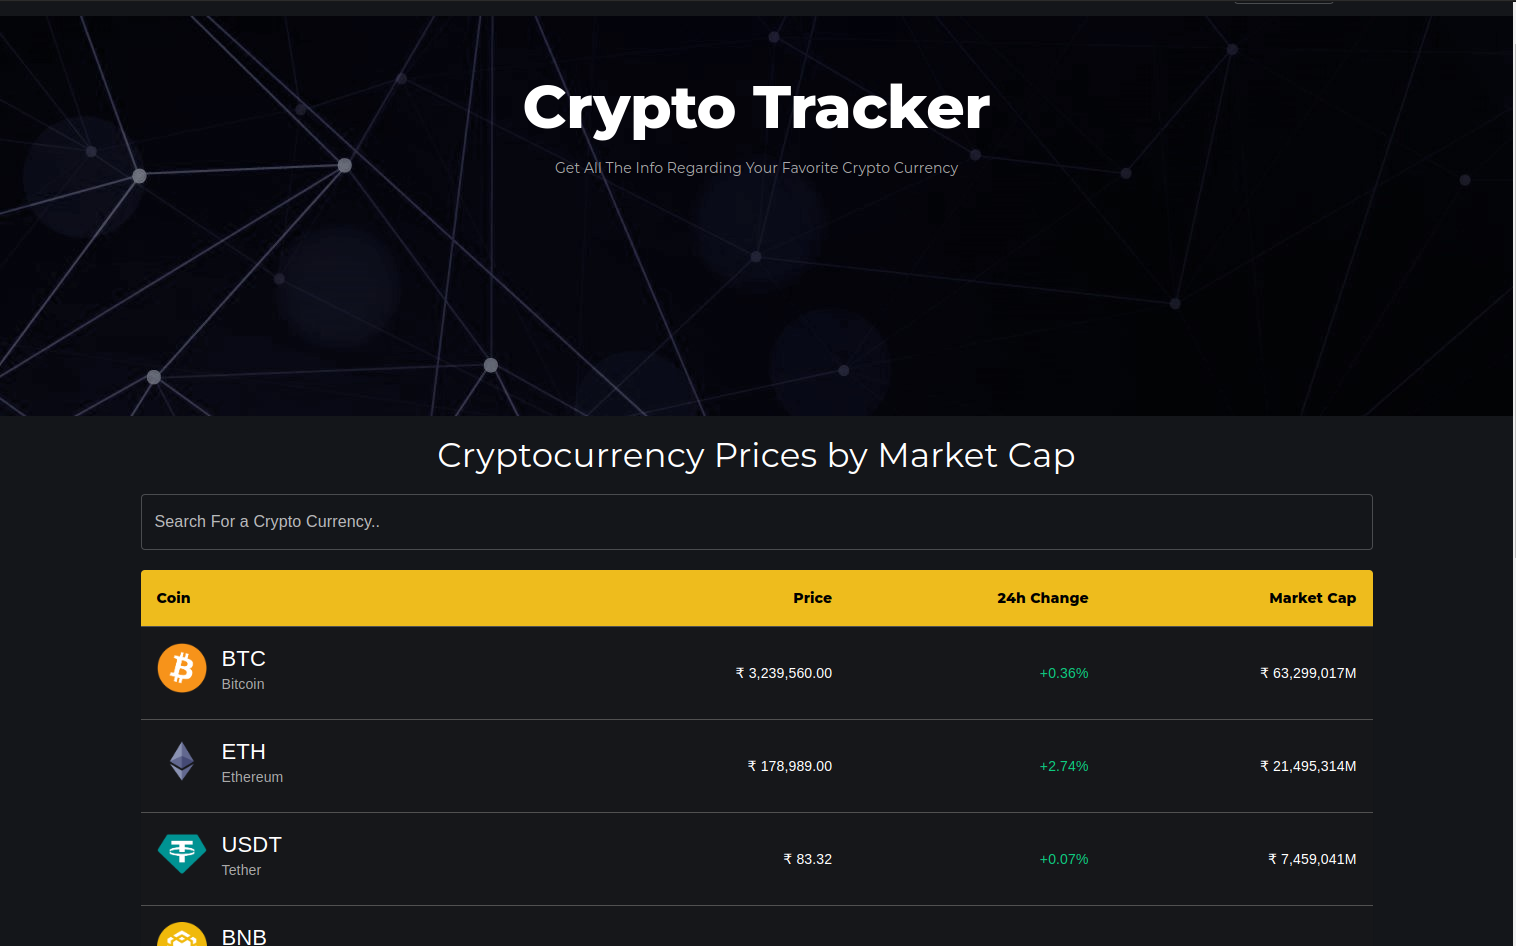 Crypto Tracker
Get All The Info Regarding Your Favorite Crypto Currency
Cryptocurrency Prices by Market Cap
Search For a Crypto Currency..
Coin Price 24h Change Market Cap
BTC
Bitcoin
₹ 3,239,560.00 +0.36% ₹ 63,299,017M
ETH
Ethereum
₹ 178,989.00 +2.74% ₹ 21,495,314M
USDT
Tether
₹ 83.32 +0.07% ₹ 7,459,041M
BNB